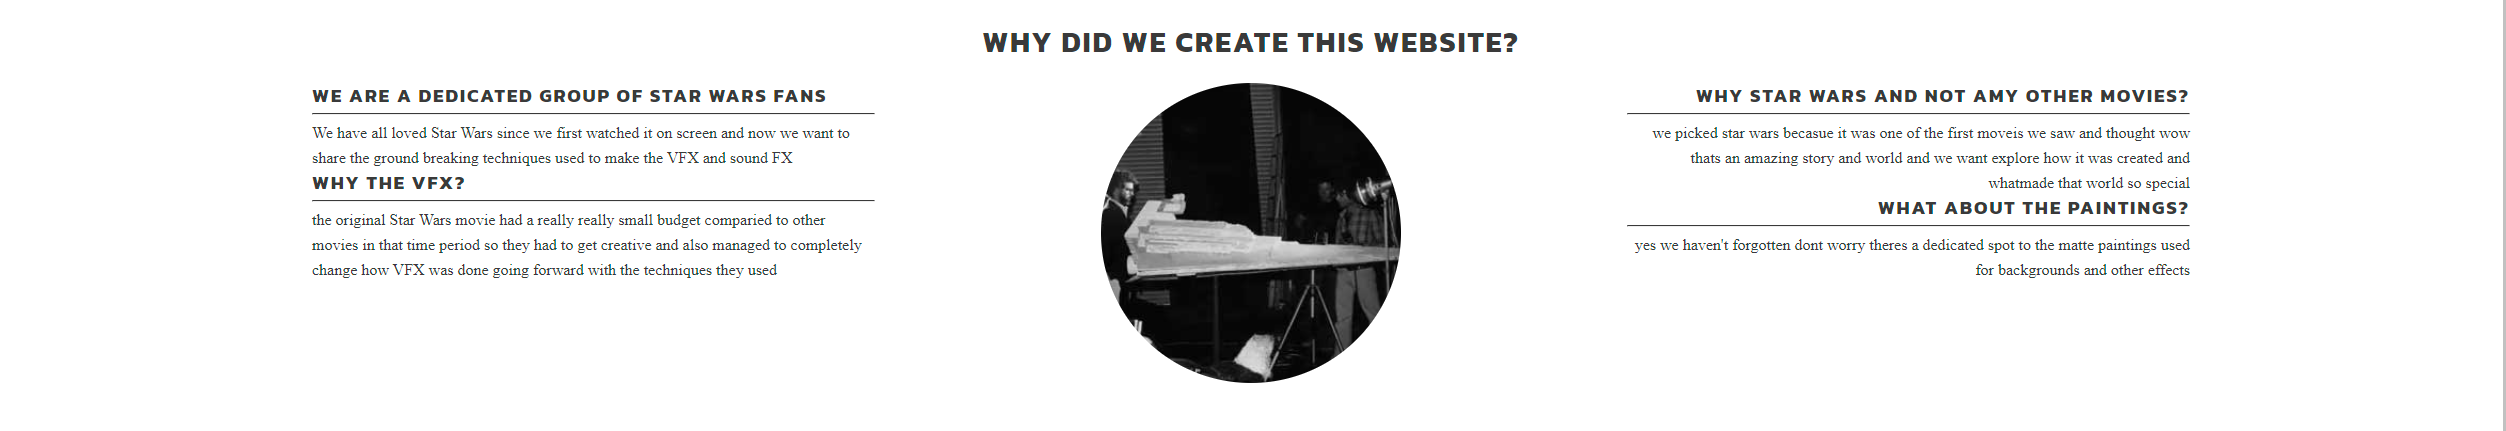 WHY DID WE CREATE THIS WEBSITE?
WE ARE A DEDICATED GROUP OF STAR WARS FANS
We have all loved Star Wars since we first watched it on screen and now we want to
share the ground breaking techniques used to make the VFX and sound FX
WHY THE VFX?
the original Star Wars movie had a really really small budget comparied to other
movies in that time period so they had to get creative and also managed to completely
change how VFX was done going forward with the techniques they used
WHY STAR WARS AND NOT AMY OTHER MOVIES?
we picked star wars becasue it was one of the first moveis we saw and thought wow
thats an amazing story and world and we want explore how it was created and
whatmade that world so special
WHAT ABOUT THE PAINTINGS?
yes we haven't forgotten dont worry theres a dedicated spot to the matte paintings used
for backgrounds and other effects